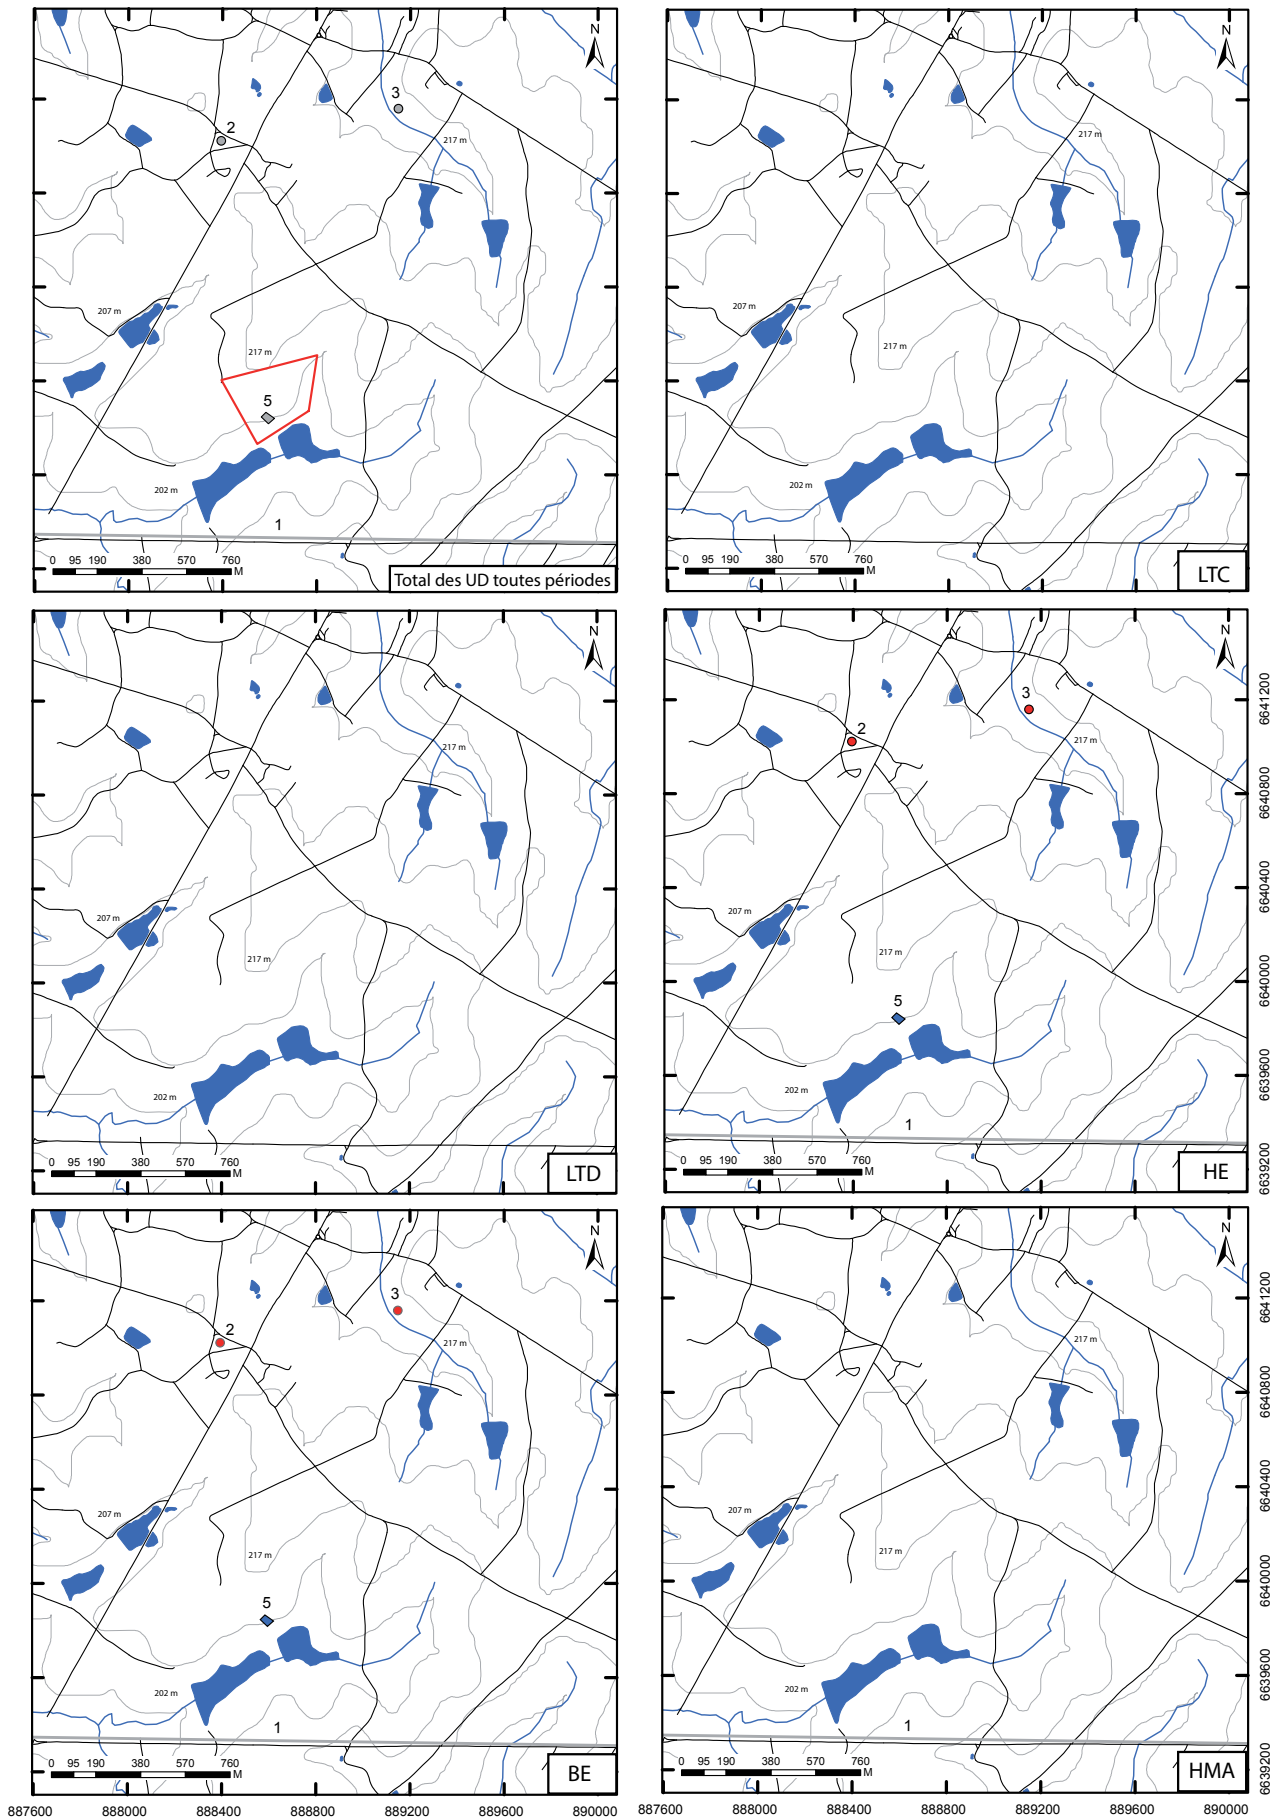 N
3
2
217 m
207 m
217 m
5
202 m
1
0 95 190 380 570 760
M
Total des UD toutes périodes
N
217 m
207 m
217 m
202 m
0 95 190 380 570 760
M
LTC
N
217 m
207 m
217 m
202 m
0 95 190 380 570 760
M
LTD
N
3
2
217 m
207 m
217 m
5
202 m
1
0 95 190 380 570 760
M
HE
6641200
6640800
6640400
6640000
6639600
6639200
N
3
2
217 m
207 m
217 m
5
202 m
1
0 95 190 380 570 760
M
BE
887600 888000 888400 888800 889200 889600 890000
N
217 m
207 m
217 m
202 m
1
0 95 190 380 570 760
M
HMA
6641200
6640800
6640400
6640000
6639600
6639200
887600 888000 888400 888800 889200 889600 890000